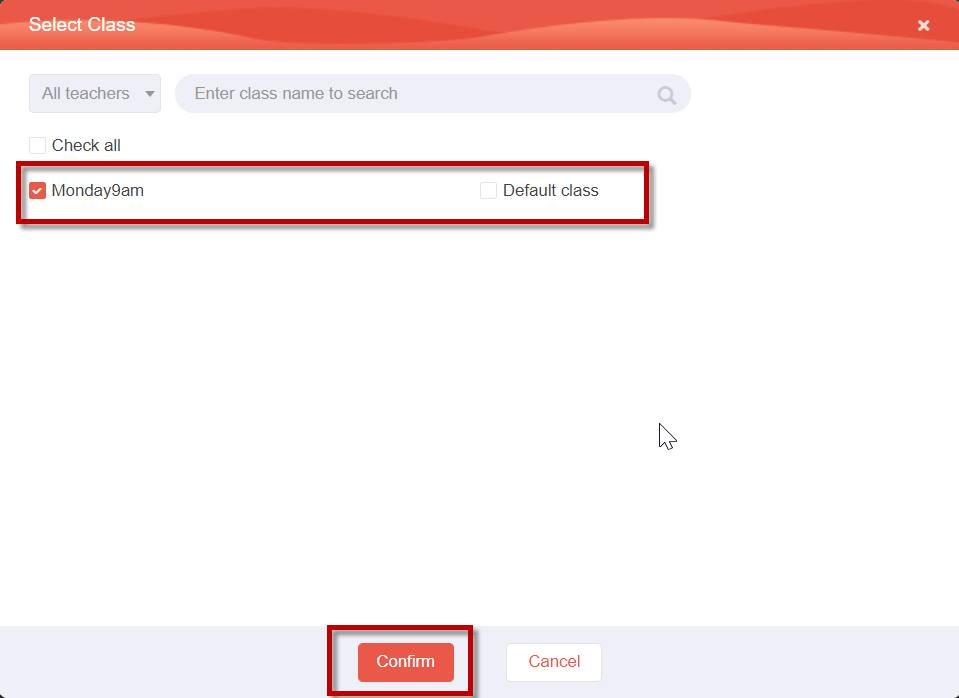 Select Class
All teachers Enter class name to search
Check all
Monday9am Default class
Confirm Cancel